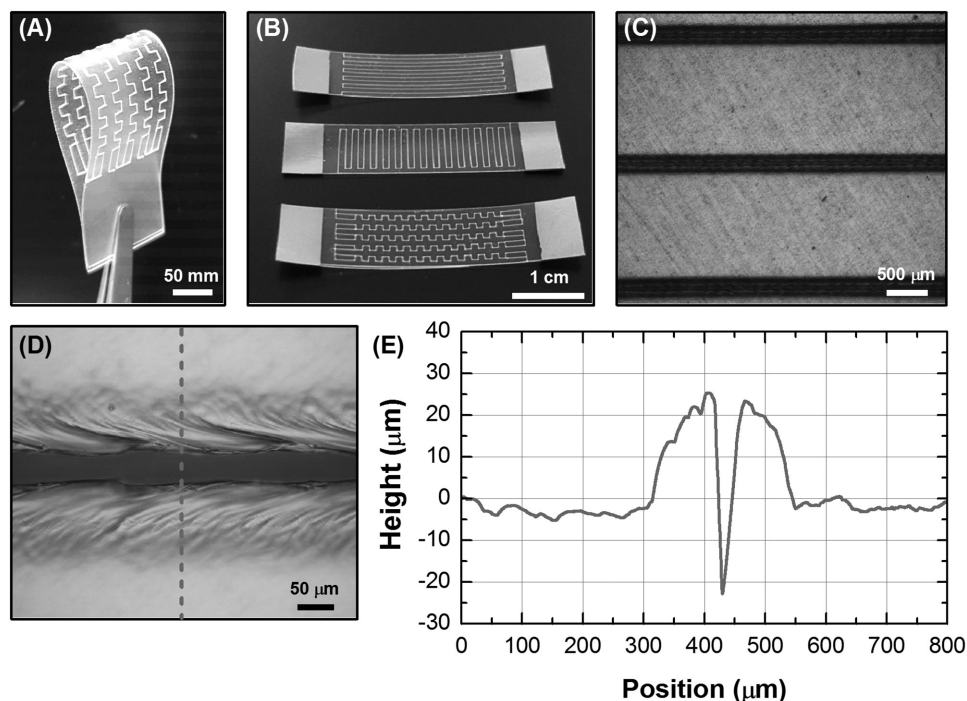 (A)
50 mm
(B)
1 cm
(C)
500 μm
(D)
50 μm
(E)
40
30
20
10
0
-10
-20
-30
Height (μm)
0 100 200 300 400 500 600 700 800
Position (μm)